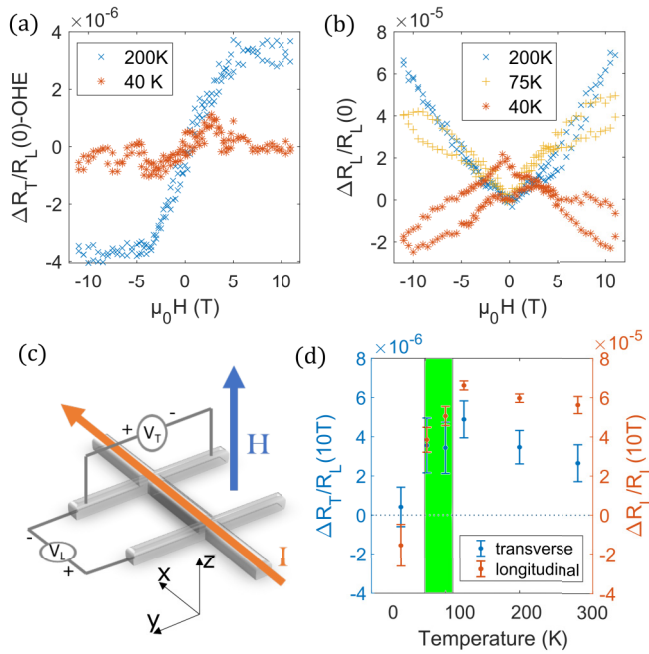 (a)
×10⁻⁶
ΔR_T/R_L(0)-OHE
4
2
0
-2
-4
200K
40 K
-10 -5 0 5 10
μ₀H (T)
(b)
×10⁻⁵
ΔR_L/R_L(0)
8
6
4
2
0
-2
200K
75K
40K
-10 -5 0 5 10
μ₀H (T)
(c)
+ V_T -
H
- V_L +
I
x
y
z
(d)
×10⁻⁶
×10⁻⁵
ΔR_T/R_L(10T)
8
6
4
2
0
-2
-4
8
6
4
2
0
-2
-4
ΔR_L/R_L(10T)
transverse
longitudinal
0 100 200 300
Temperature (K)